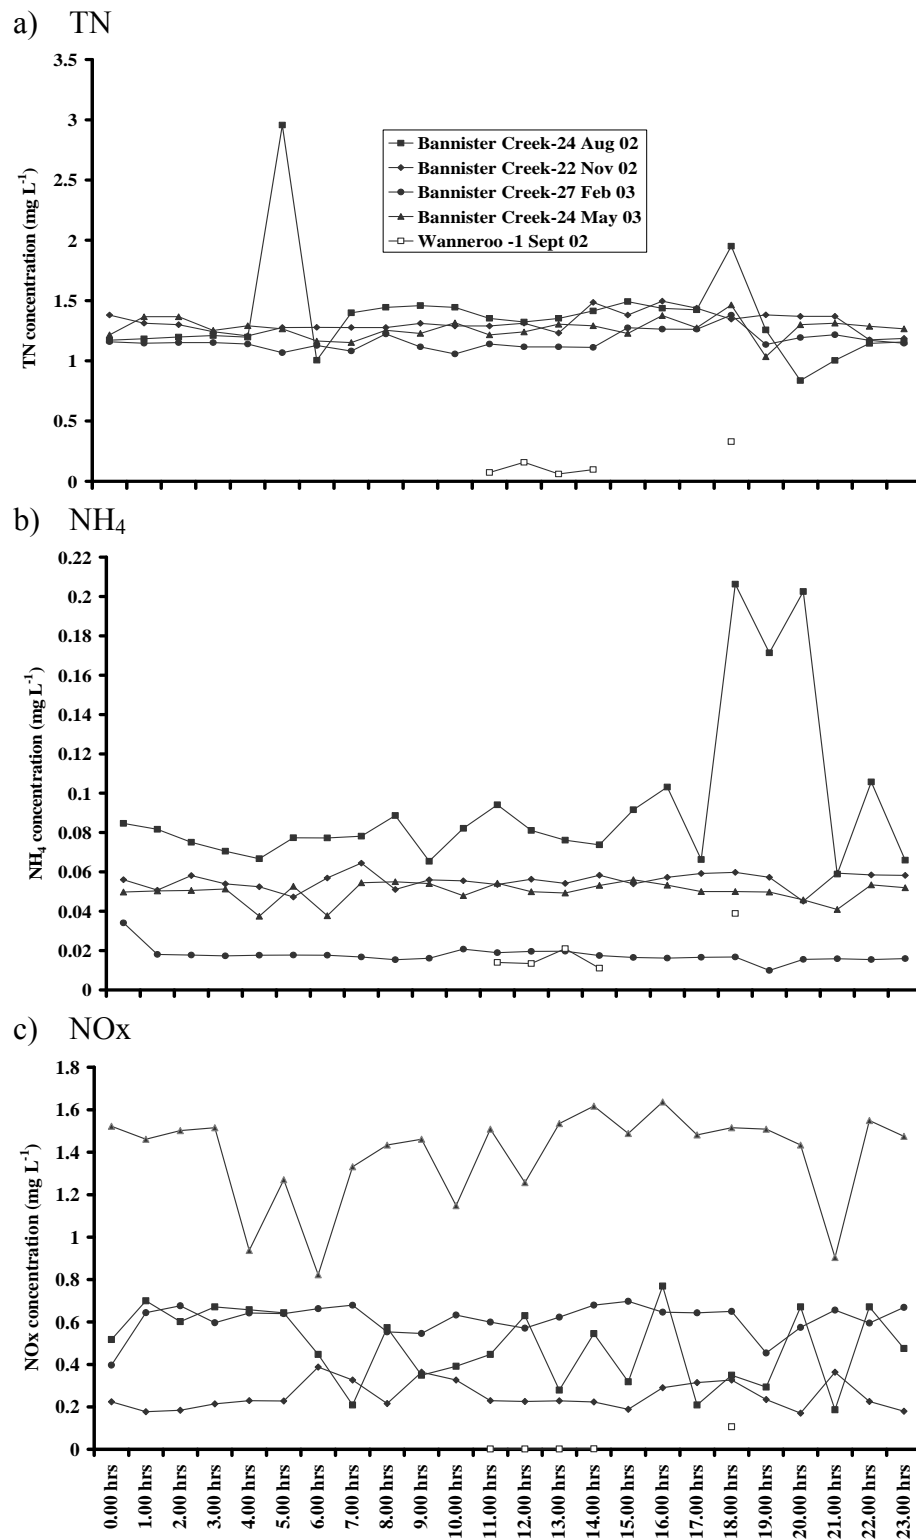 a) TN
3.5
3
2.5
2
1.5
1
0.5
0
TN concentration (mg L-1)
Bannister Creek-24 Aug 02
Bannister Creek-22 Nov 02
Bannister Creek-27 Feb 03
Bannister Creek-24 May 03
Wanneroo -1 Sept 02
b) NH4
0.22
0.2
0.18
0.16
0.14
0.12
0.1
0.08
0.06
0.04
0.02
0
NH4 concentration (mg L-1)
c) NOx
1.8
1.6
1.4
1.2
1
0.8
0.6
0.4
0.2
0
NOx concentration (mg L-1)
0.00 hrs
1.00 hrs
2.00 hrs
3.00 hrs
4.00 hrs
5.00 hrs
6.00 hrs
7.00 hrs
8.00 hrs
9.00 hrs
10.00 hrs
11.00 hrs
12.00 hrs
13.00 hrs
14.00 hrs
15.00 hrs
16.00 hrs
17.00 hrs
18.00 hrs
19.00 hrs
20.00 hrs
21.00 hrs
22.00 hrs
23.00 hrs